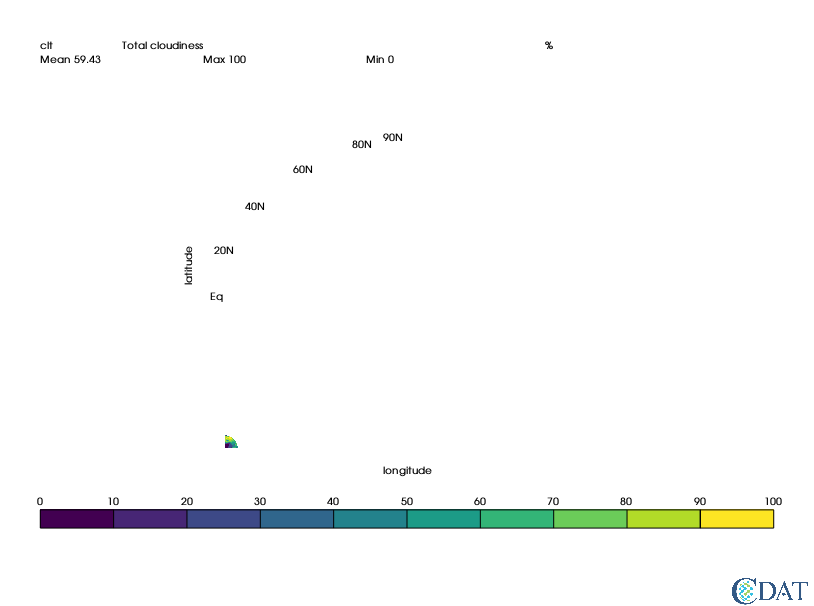 clt Total cloudiness %
Mean 59.43 Max 100 Min 0
90N
80N
60N
40N
20N
latitude
Eq
longitude
0 10 20 30 40 50 60 70 80 90 100
CDAT